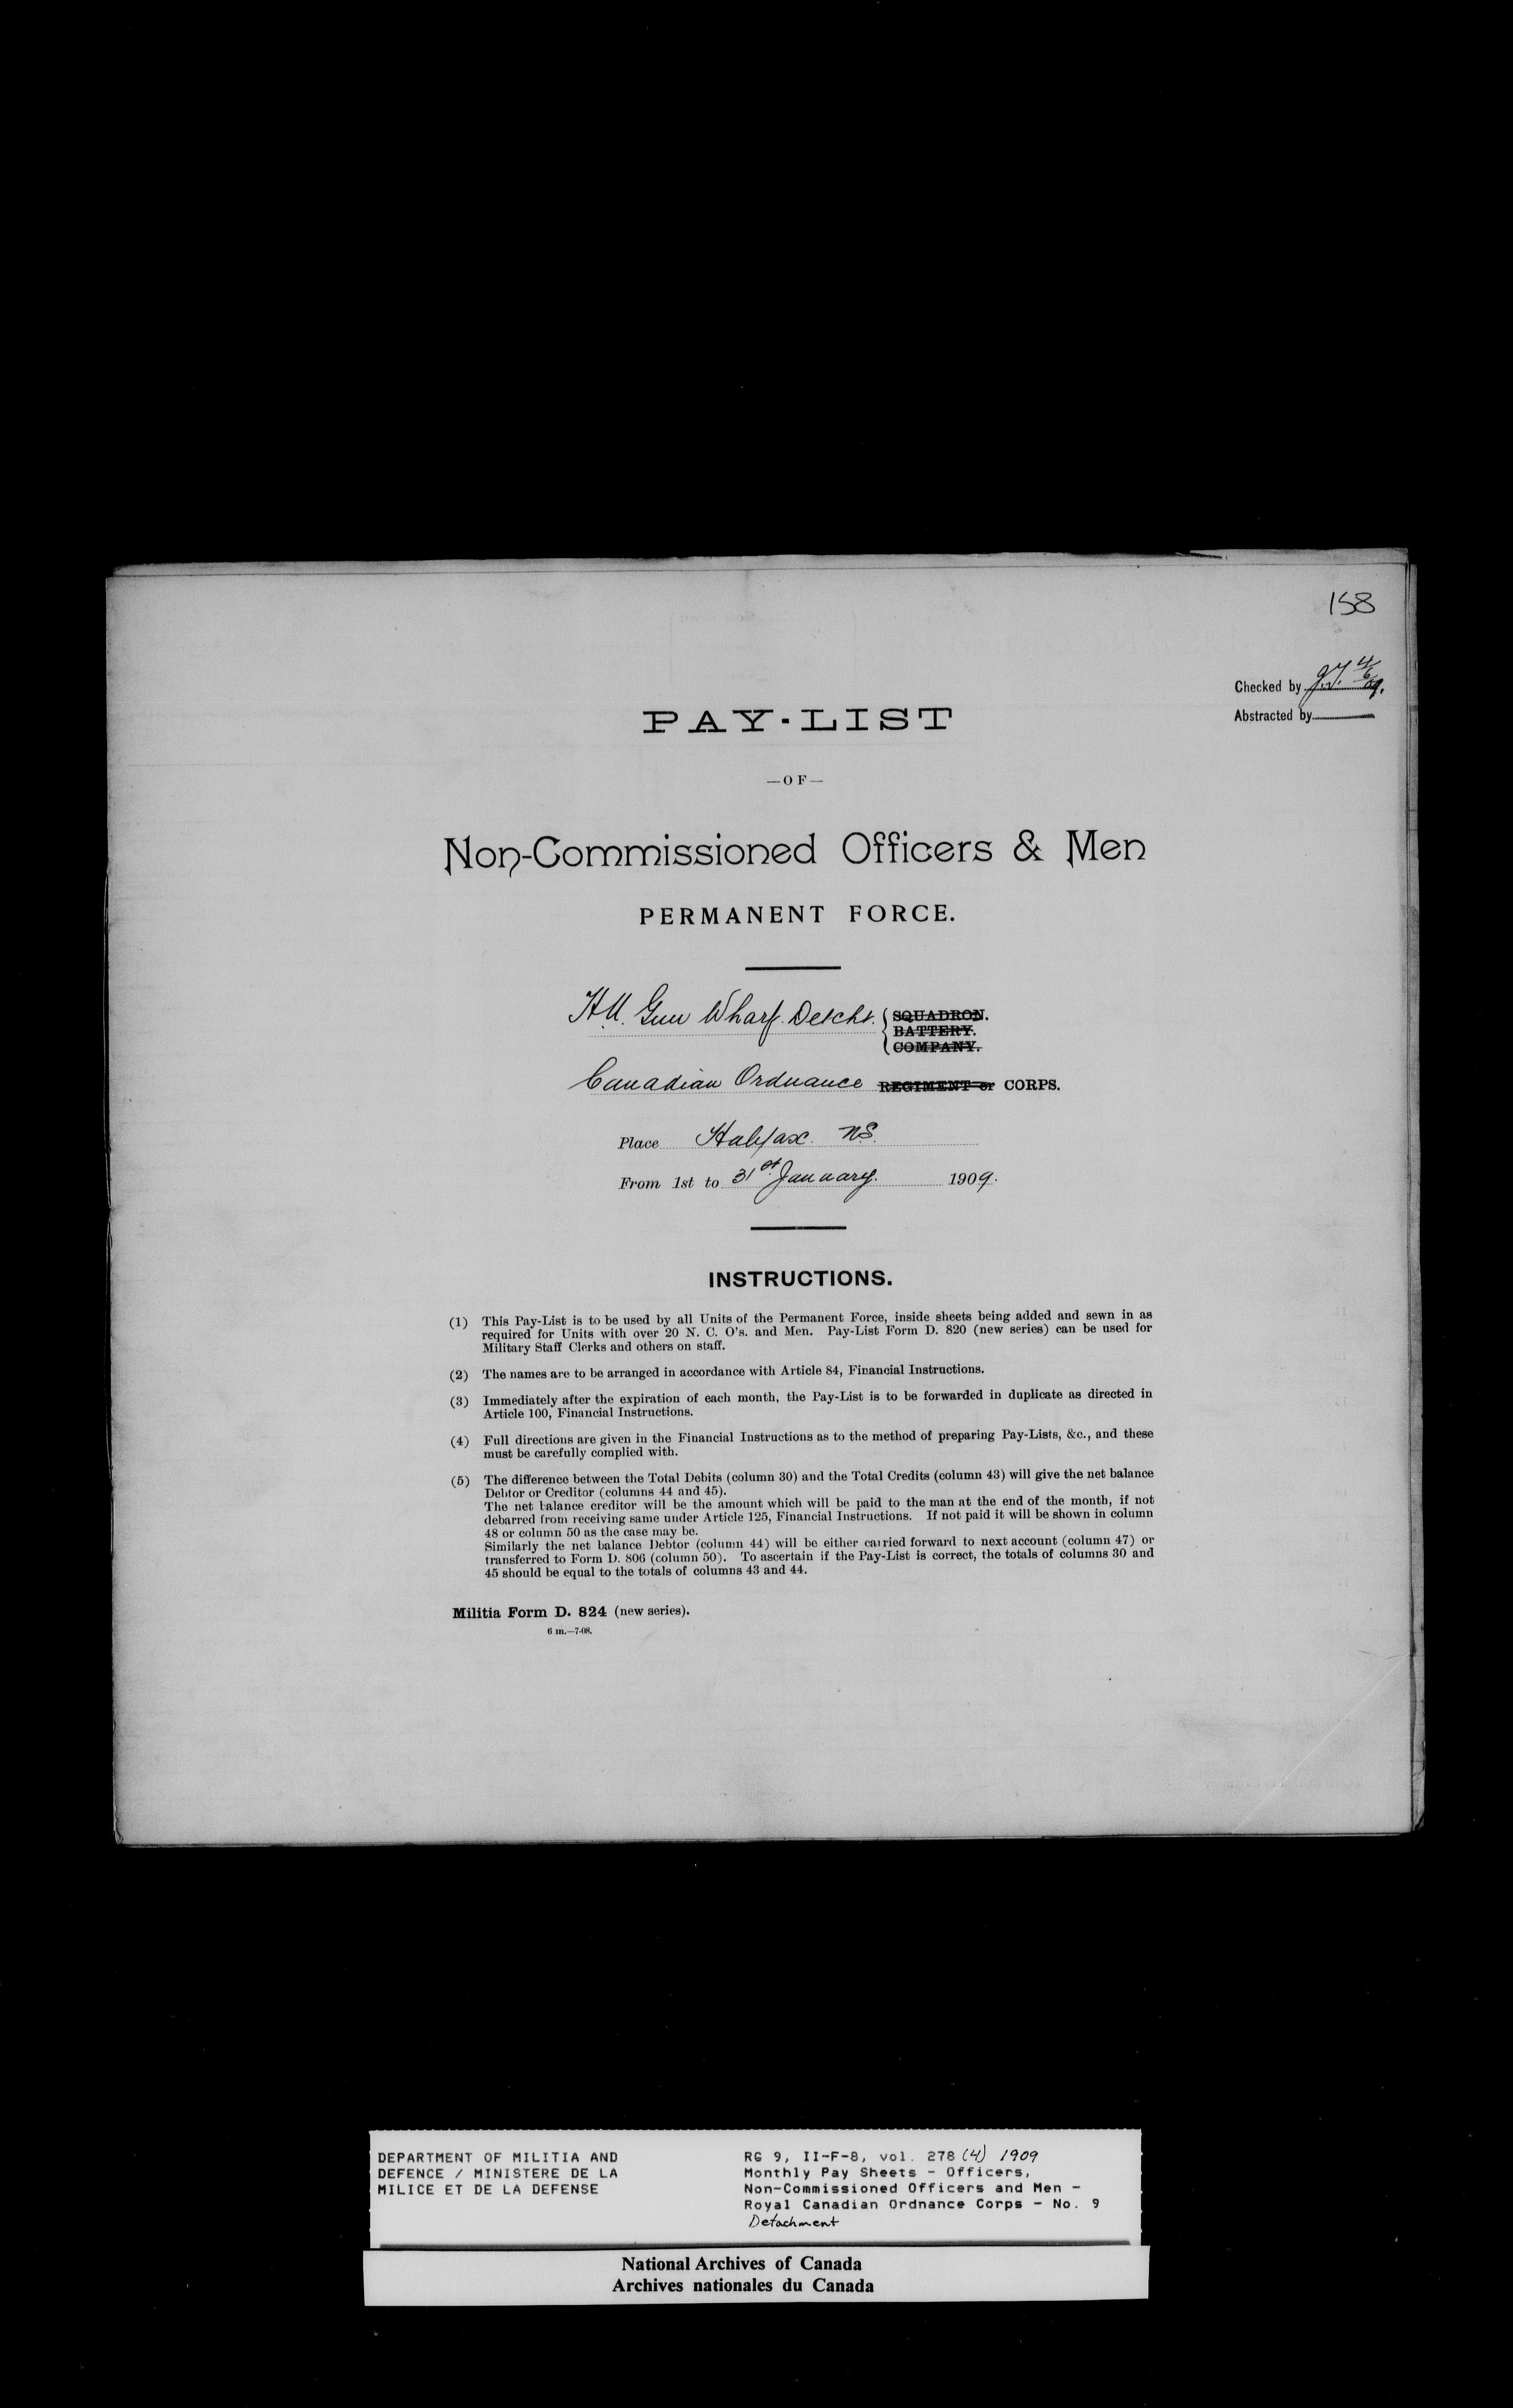 158
Checked by J.T. 4/6/09.
Abstracted by
PAY-LIST
—OF—
Non-Commissioned Officers & Men
PERMANENT FORCE.
H.M. Gun Wharf. Detcht. SQUADRON.
BATTERY.
COMPANY.
Canadian Ordnance REGIMENT or CORPS.
Place Halifax. N.S.
From 1st to 31st January. 1909.
INSTRUCTIONS.
(1) This Pay-List is to be used by all Units of the Permanent Force, inside sheets being added and sewn in as
required for Units with over 20 N. C. O's. and Men. Pay-List Form D. 820 (new series) can be used for
Military Staff Clerks and others on staff.
(2) The names are to be arranged in accordance with Article 84, Financial Instructions.
(3) Immediately after the expiration of each month, the Pay-List is to be forwarded in duplicate as directed in
Article 100, Financial Instructions.
(4) Full directions are given in the Financial Instructions as to the method of preparing Pay-Lists, &c., and these
must be carefully complied with.
(5) The difference between the Total Debits (column 30) and the Total Credits (column 43) will give the net balance
Debtor or Creditor (columns 44 and 45).
The net balance creditor will be the amount which will be paid to the man at the end of the month, if not
debarred from receiving same under Article 125, Financial Instructions. If not paid it will be shown in column
48 or column 50 as the case may be.
Similarly the net balance Debtor (column 44) will be either carried forward to next account (column 47) or
transferred to Form D. 806 (column 50). To ascertain if the Pay-List is correct, the totals of columns 30 and
45 should be equal to the totals of columns 43 and 44.
Militia Form D. 824 (new series).
6 m.—7-08.
DEPARTMENT OF MILITIA AND
DEFENCE / MINISTERE DE LA
MILICE ET DE LA DEFENSE
RG 9, II-F-8, vol. 278 (4) 1909
Monthly Pay Sheets - Officers,
Non-Commissioned Officers and Men -
Royal Canadian Ordnance Corps - No. 9
Detachment
National Archives of Canada
Archives nationales du Canada